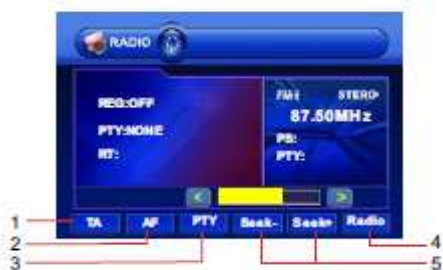 RADIO
REG:OFF
PTY:NONE
RT:
FM1 STERO
87.50MHz
PS:
PTY:
< >
TA AF PTY Seek- Seek+ Radio
1
2
3
4
5